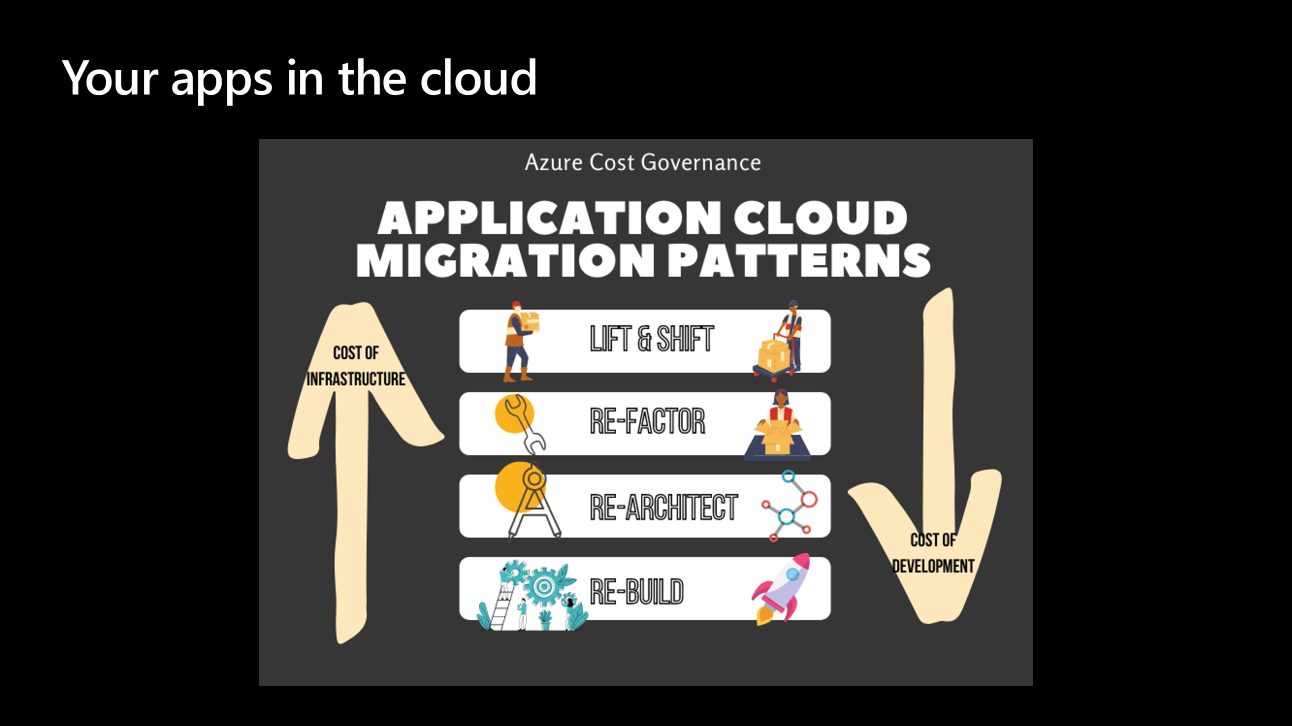 Your apps in the cloud
Azure Cost Governance
APPLICATION CLOUD
MIGRATION PATTERNS
COST OF
INFRASTRUCTURE
LIFT & SHIFT
RE-FACTOR
RE-ARCHITECT
RE-BUILD
COST OF
DEVELOPMENT